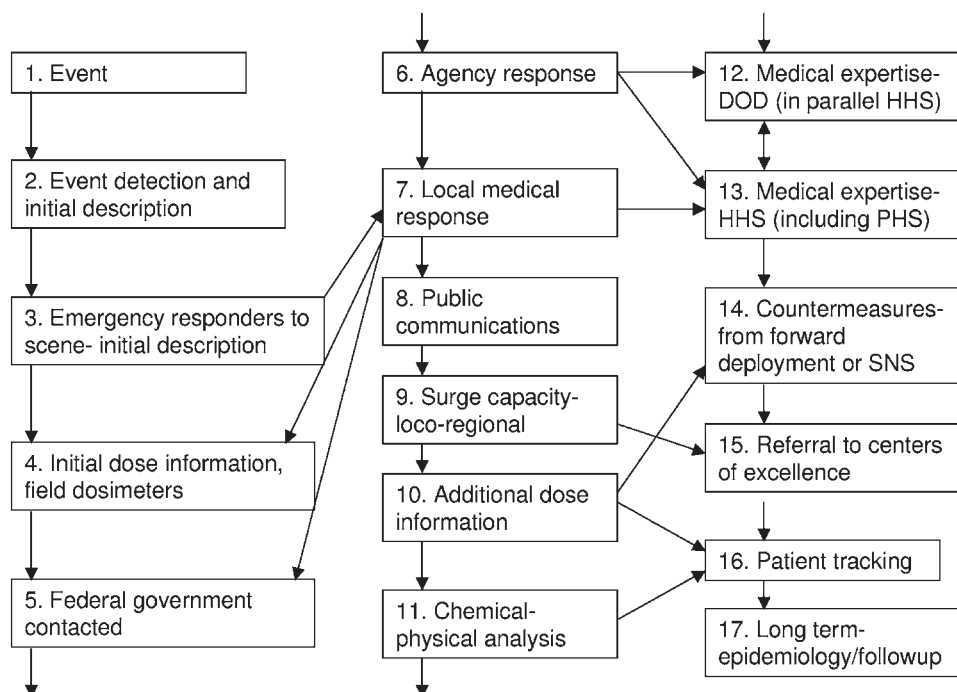 1. Event
2. Event detection and
initial description
3. Emergency responders to
scene- initial description
4. Initial dose information,
field dosimeters
5. Federal government
contacted
6. Agency response
7. Local medical
response
8. Public
communications
9. Surge capacity-
loco-regional
10. Additional dose
information
11. Chemical-
physical analysis
12. Medical expertise-
DOD (in parallel HHS)
13. Medical expertise-
HHS (including PHS)
14. Countermeasures-
from forward
deployment or SNS
15. Referral to centers
of excellence
16. Patient tracking
17. Long term-
epidemiology/followup